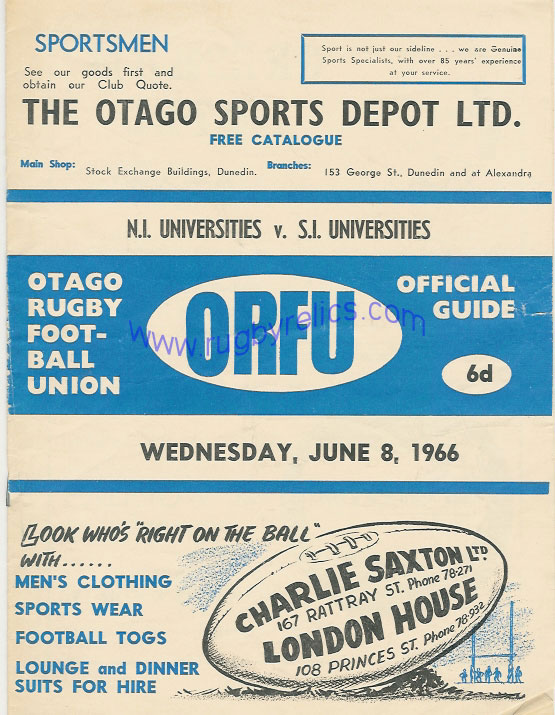 SPORTSMEN
See our goods first and
obtain our Club Quote.
Sport is not just our sideline . . . we are Genuine
Sports Specialists, with over 85 years' experience
at your service.
THE OTAGO SPORTS DEPOT LTD.
FREE CATALOGUE
Main Shop: Stock Exchange Buildings, Dunedin. Branches: 153 George St., Dunedin and at Alexandra
N.I. UNIVERSITIES v. S.I. UNIVERSITIES
OTAGO
RUGBY
FOOT-
BALL
UNION
ORFU
www.rugbyrelics.com
OFFICIAL
GUIDE
6d
WEDNESDAY, JUNE 8, 1966
LOOK WHO'S "RIGHT ON THE BALL"
WITH......
MEN'S CLOTHING
SPORTS WEAR
FOOTBALL TOGS
LOUNGE and DINNER
SUITS FOR HIRE
CHARLIE SAXTON LTD.
167 RATTRAY ST. Phone 78-271
LONDON HOUSE
108 PRINCES ST. Phone 78-932